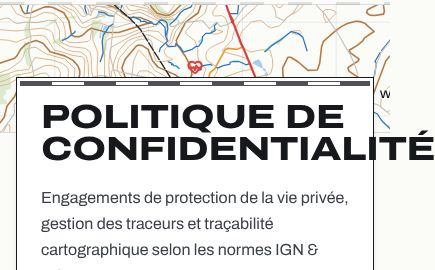 POLITIQUE DE
CONFIDENTIALITÉ
Engagements de protection de la vie privée,
gestion des traceurs et traçabilité
cartographique selon les normes IGN &